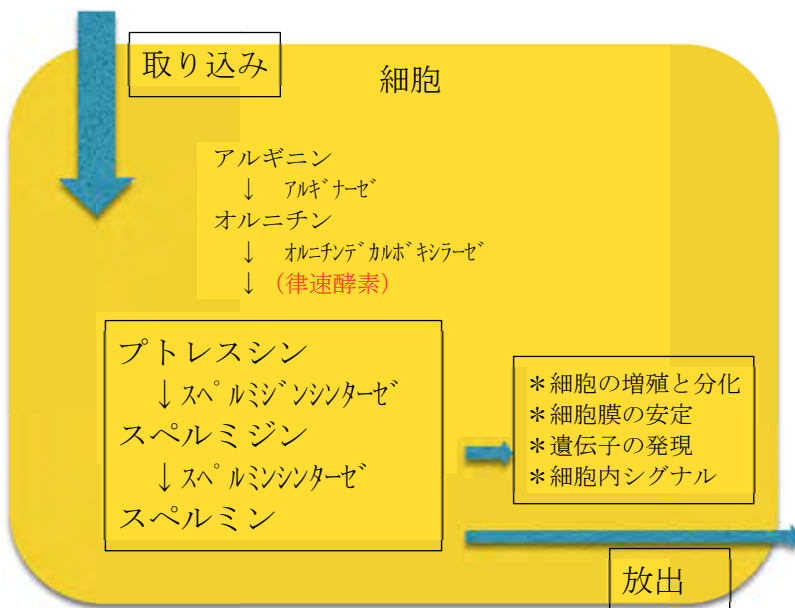 取り込み
細胞
アルギニン
↓ アルギナーゼ
オルニチン
↓ オルニチンデカルボキシラーゼ
↓ (律速酵素)
プトレスシン
↓スペルミジンシンターゼ
スペルミジン
↓スペルミンシンターゼ
スペルミン
＊細胞の増殖と分化
＊細胞膜の安定
＊遺伝子の発現
＊細胞内シグナル
放出